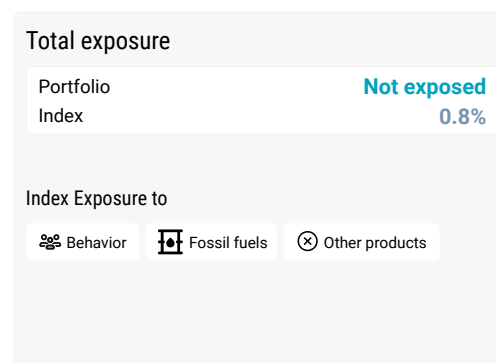 Total exposure
Portfolio Not exposed
Index 0.8%
Index Exposure to
Behavior Fossil fuels Other products